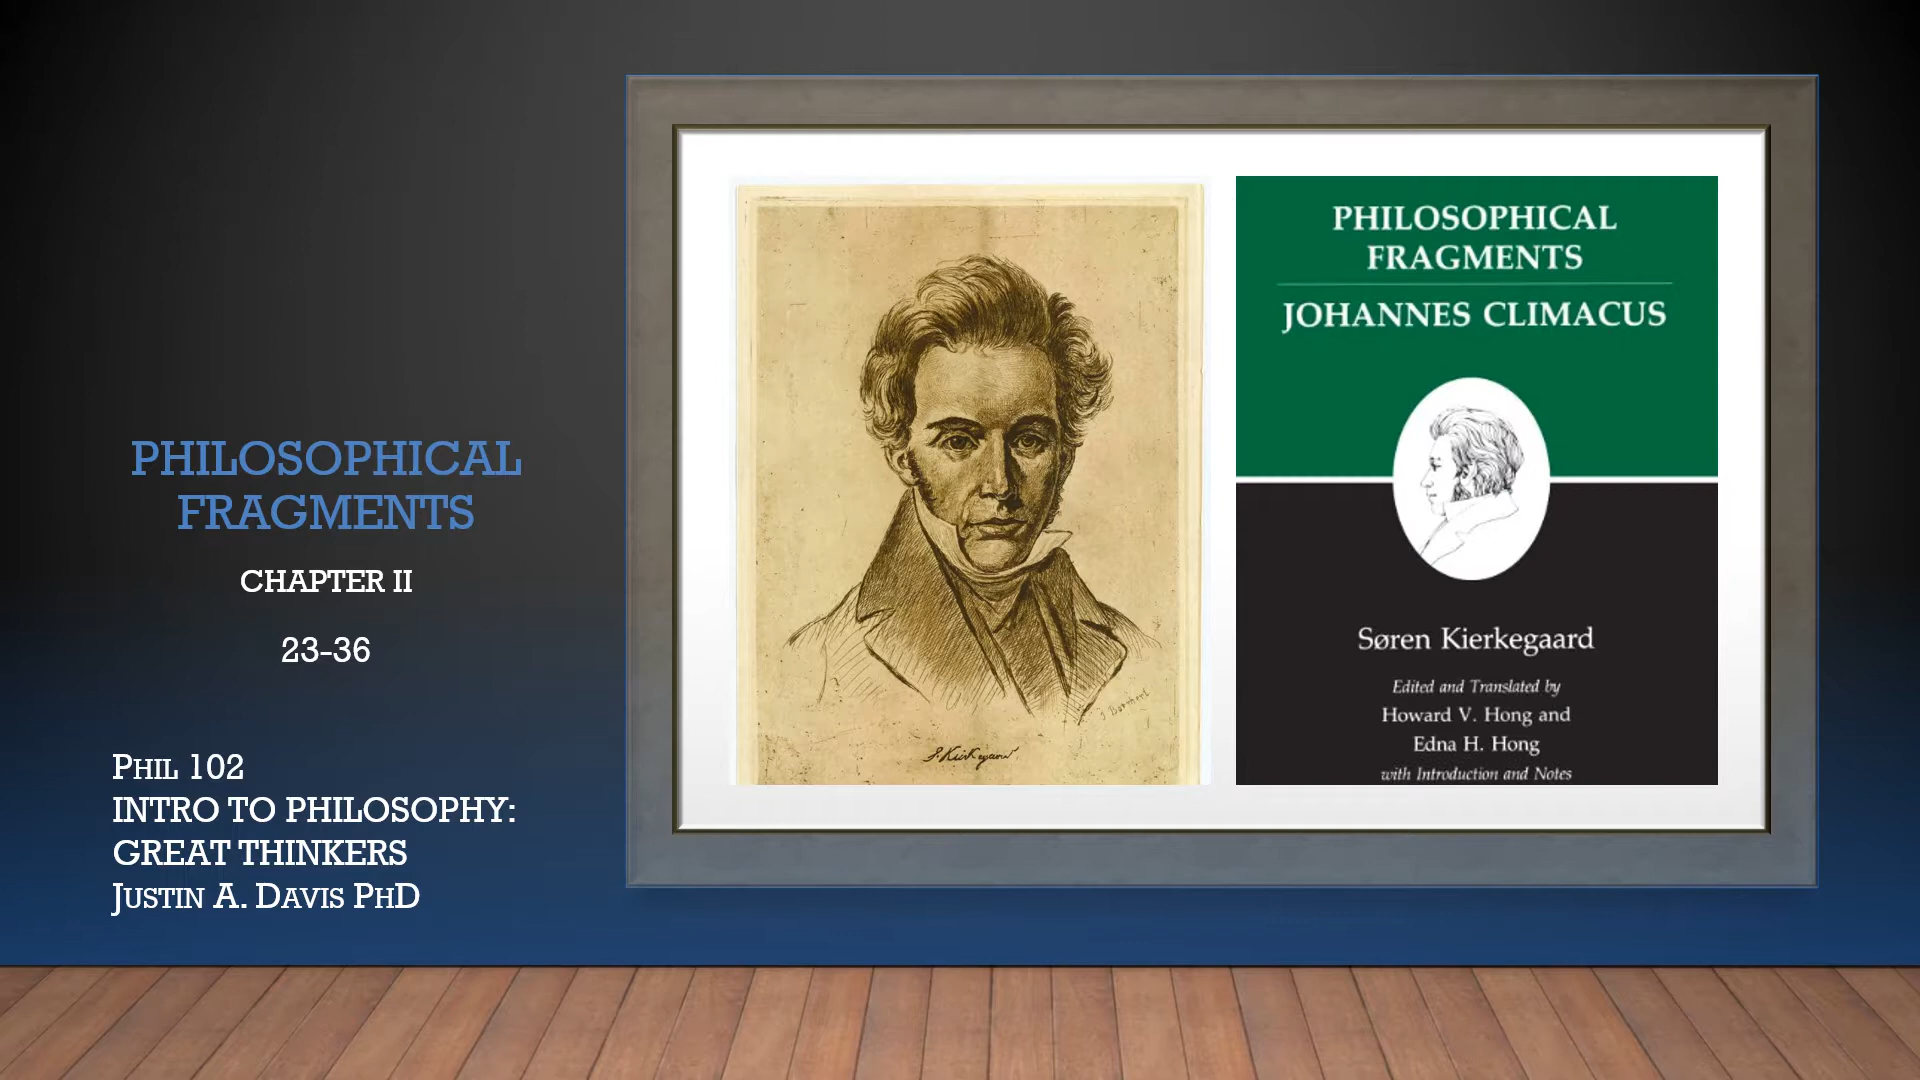 PHILOSOPHICAL
FRAGMENTS
CHAPTER II
23-36
PHIL 102
INTRO TO PHILOSOPHY:
GREAT THINKERS
JUSTIN A. DAVIS PHD
S. Kierkegaard
PHILOSOPHICAL
FRAGMENTS
JOHANNES CLIMACUS
Søren Kierkegaard
Edited and Translated by
Howard V. Hong and
Edna H. Hong
with Introduction and Notes